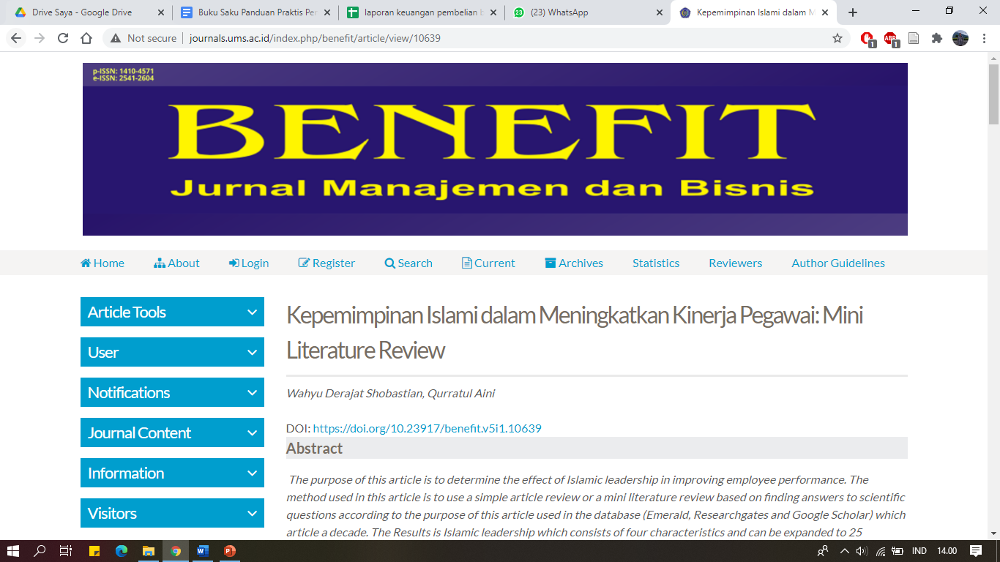 Drive Saya - Google Drive
Buku Saku Panduan Praktis Per
laporan keuangan pembelian b
(23) WhatsApp
Kepemimpinan Islami dalam M
Not secure
journals.ums.ac.id/index.php/benefit/article/view/10639
p-ISSN: 1410-4571
e-ISSN: 2541-2604
BENEFIT
Jurnal Manajemen dan Bisnis
Home About Login Register Search Current Archives Statistics Reviewers Author Guidelines
Article Tools
User
Notifications
Journal Content
Information
Visitors
Kepemimpinan Islami dalam Meningkatkan Kinerja Pegawai: Mini
Literature Review
Wahyu Derajat Shobastian, Qurratul Aini
DOI: https://doi.org/10.23917/benefit.v5i1.10639
Abstract
The purpose of this article is to determine the effect of Islamic leadership in improving employee performance. The
method used in this article is to use a simple article review or a mini literature review based on finding answers to scientific
questions according to the purpose of this article used in the database (Emerald, Researchgates and Google Scholar) which
article a decade. The Results is Islamic leadership which consists of four characteristics and can be expanded to 25
IND
14.00